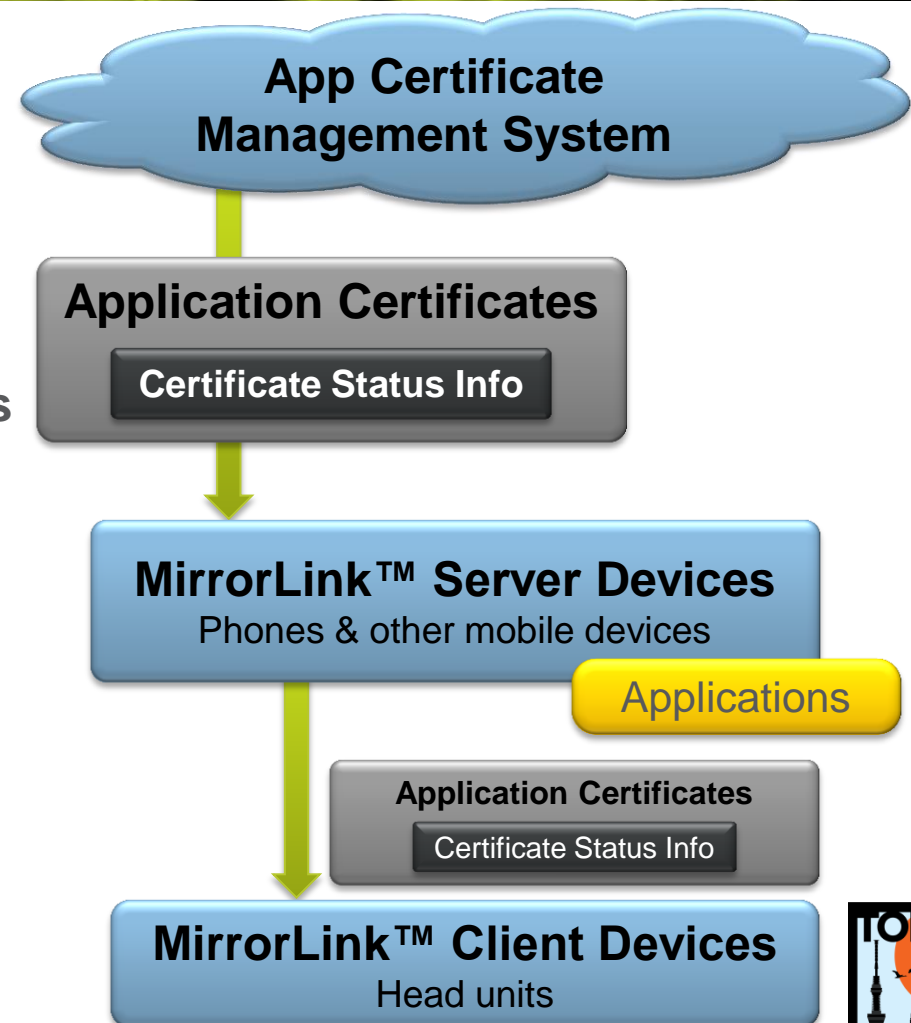 App Certificate
Management System
Application Certificates
Certificate Status Info
s
MirrorLink™ Server Devices
Phones & other mobile devices
Applications
Application Certificates
Certificate Status Info
MirrorLink™ Client Devices
Head units